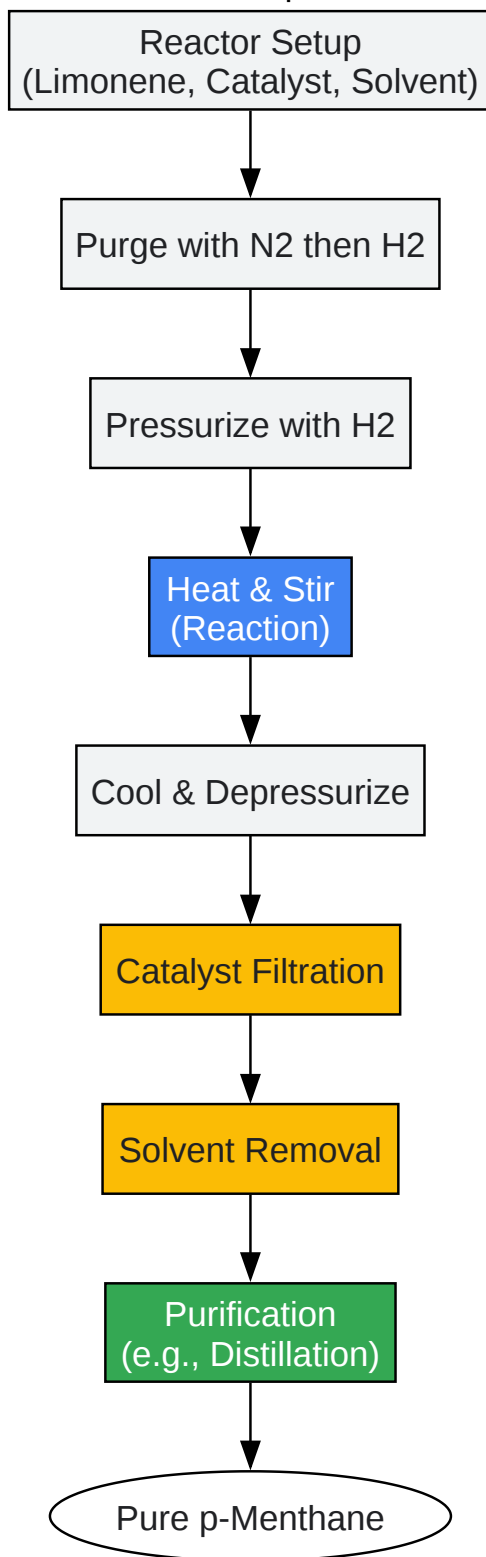 Reactor Setup
(Limonene, Catalyst, Solvent)
Purge with N2 then H2
Pressurize with H2
Heat & Stir
(Reaction)
Cool & Depressurize
Catalyst Filtration
Solvent Removal
Purification
(e.g., Distillation)
Pure p-Menthane